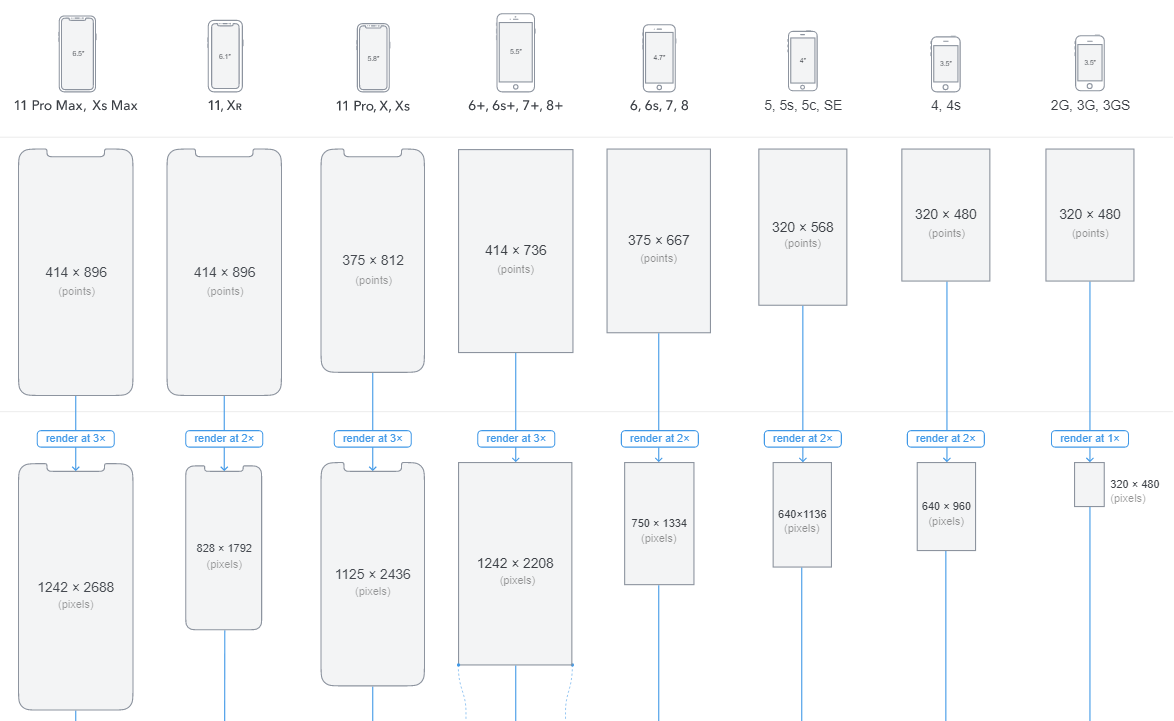 6.5"
6.1"
5.8"
5.5"
4.7"
4"
3.5"
3.5"
11 Pro Max, Xs Max
11, XR
11 Pro, X, Xs
6+, 6s+, 7+, 8+
6, 6s, 7, 8
5, 5s, 5c, SE
4, 4s
2G, 3G, 3GS
414 × 896
(points)
414 × 896
(points)
375 × 812
(points)
414 × 736
(points)
375 × 667
(points)
320 × 568
(points)
320 × 480
(points)
320 × 480
(points)
render at 3×
render at 2×
render at 3×
render at 3×
render at 2×
render at 2×
render at 2×
render at 1×
1242 × 2688
(pixels)
828 × 1792
(pixels)
1125 × 2436
(pixels)
1242 × 2208
(pixels)
750 × 1334
(pixels)
640×1136
(pixels)
640 × 960
(pixels)
320 × 480
(pixels)